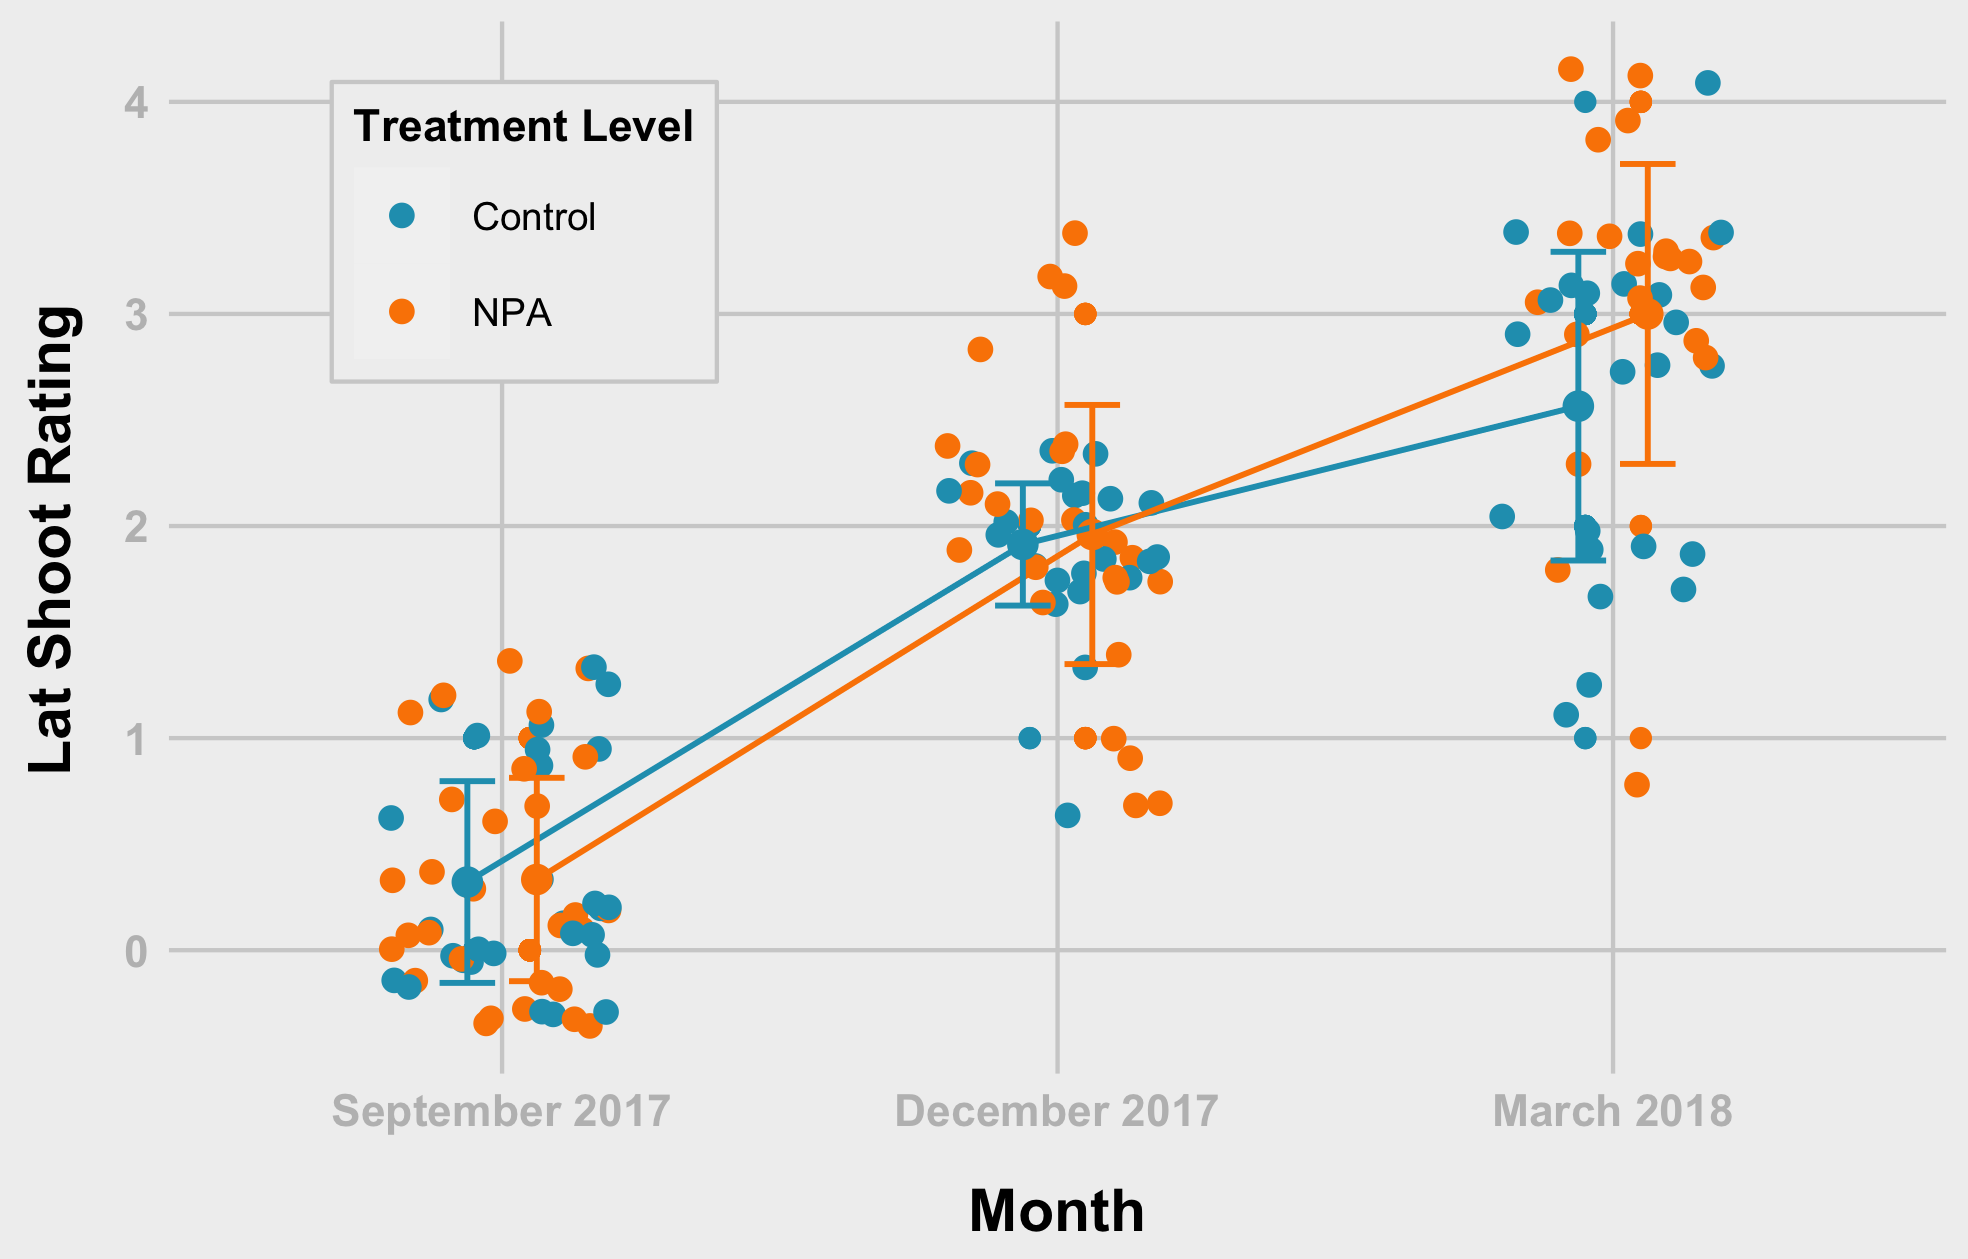 Treatment Level
Control
NPA
Lat Shoot Rating
4
3
2
1
0
September 2017
December 2017
March 2018
Month